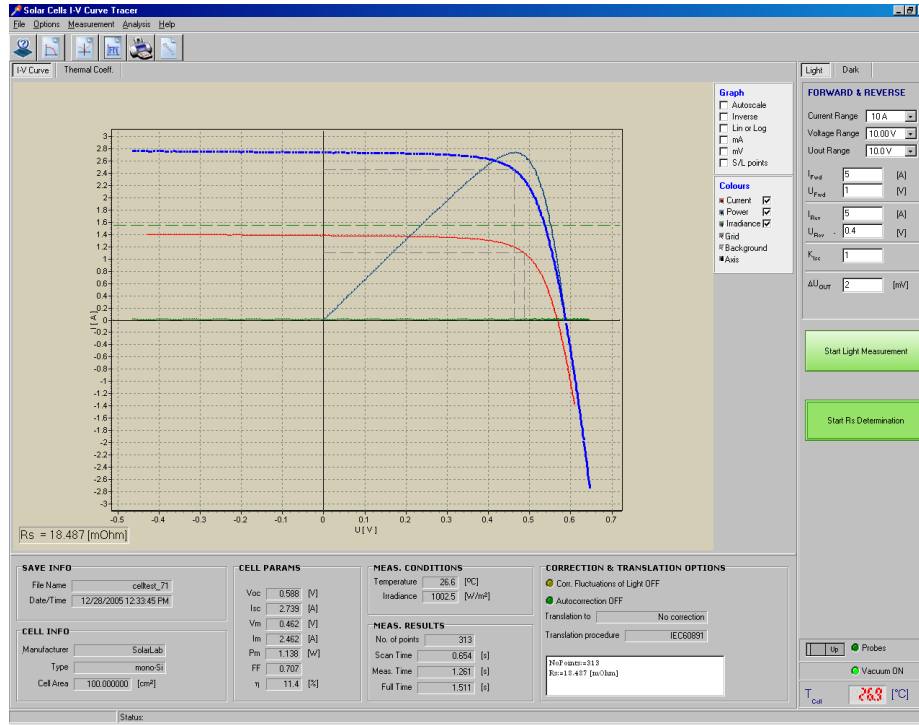 Solar Cells I-V Curve Tracer
File Options Measurement Analysis Help
I-V Curve Thermal Coeff.
Light Dark
Graph
Autoscale
Inverse
Lin or Log
mA
mV
S/L points
Colours
Current
Power
Irradiance
Grid
Background
Axis
FORWARD & REVERSE
Current Range 10 A
Voltage Range 10.00 V
Uout Range 10.0 V
IFwd 5 [A]
UFwd 1 [V]
IRev 5 [A]
URev - 0.4 [V]
KIsc 1
ΔUOUT 2 [mV]
Start Light Measurement
Start Rs Determination
3
2.8
2.6
2.4
2.2
2
1.8
1.6
1.4
1.2
1
0.8
0.6
0.4
0.2
0
-0.2
-0.4
-0.6
-0.8
-1
-1.2
-1.4
-1.6
-1.8
-2
-2.2
-2.4
-2.6
-2.8
-3
I [ A ]
-0.5 -0.4 -0.3 -0.2 -0.1 0 0.1 0.2 0.3 0.4 0.5 0.6 0.7
U [ V ]
Rs = 18.487 [mOhm]
SAVE INFO
File Name celltest_71
Date/Time 12/28/2005 12:33:45 PM
CELL INFO
Manufacturer SolarLab
Type mono-Si
Cell Area 100.000000 [cm²]
CELL PARAMS
Voc 0.588 [V]
Isc 2.739 [A]
Vm 0.462 [V]
Im 2.462 [A]
Pm 1.138 [W]
FF 0.707
η 11.4 [%]
MEAS. CONDITIONS
Temperature 26.6 [ºC]
Irradiance 1002.5 [W/m²]
MEAS. RESULTS
No. of points 313
Scan Time 0.654 [s]
Meas. Time 1.261 [s]
Full Time 1.511 [s]
CORRECTION & TRANSLATION OPTIONS
Corr. Fluctuations of Light OFF
Autocorrection OFF
Translation to No correction
Translation procedure IEC60891
NoPoints:=313
Rs:=18.487 [mOhm]
Up Probes
Vacuum ON
TCell 26.9 [°C]
Status: